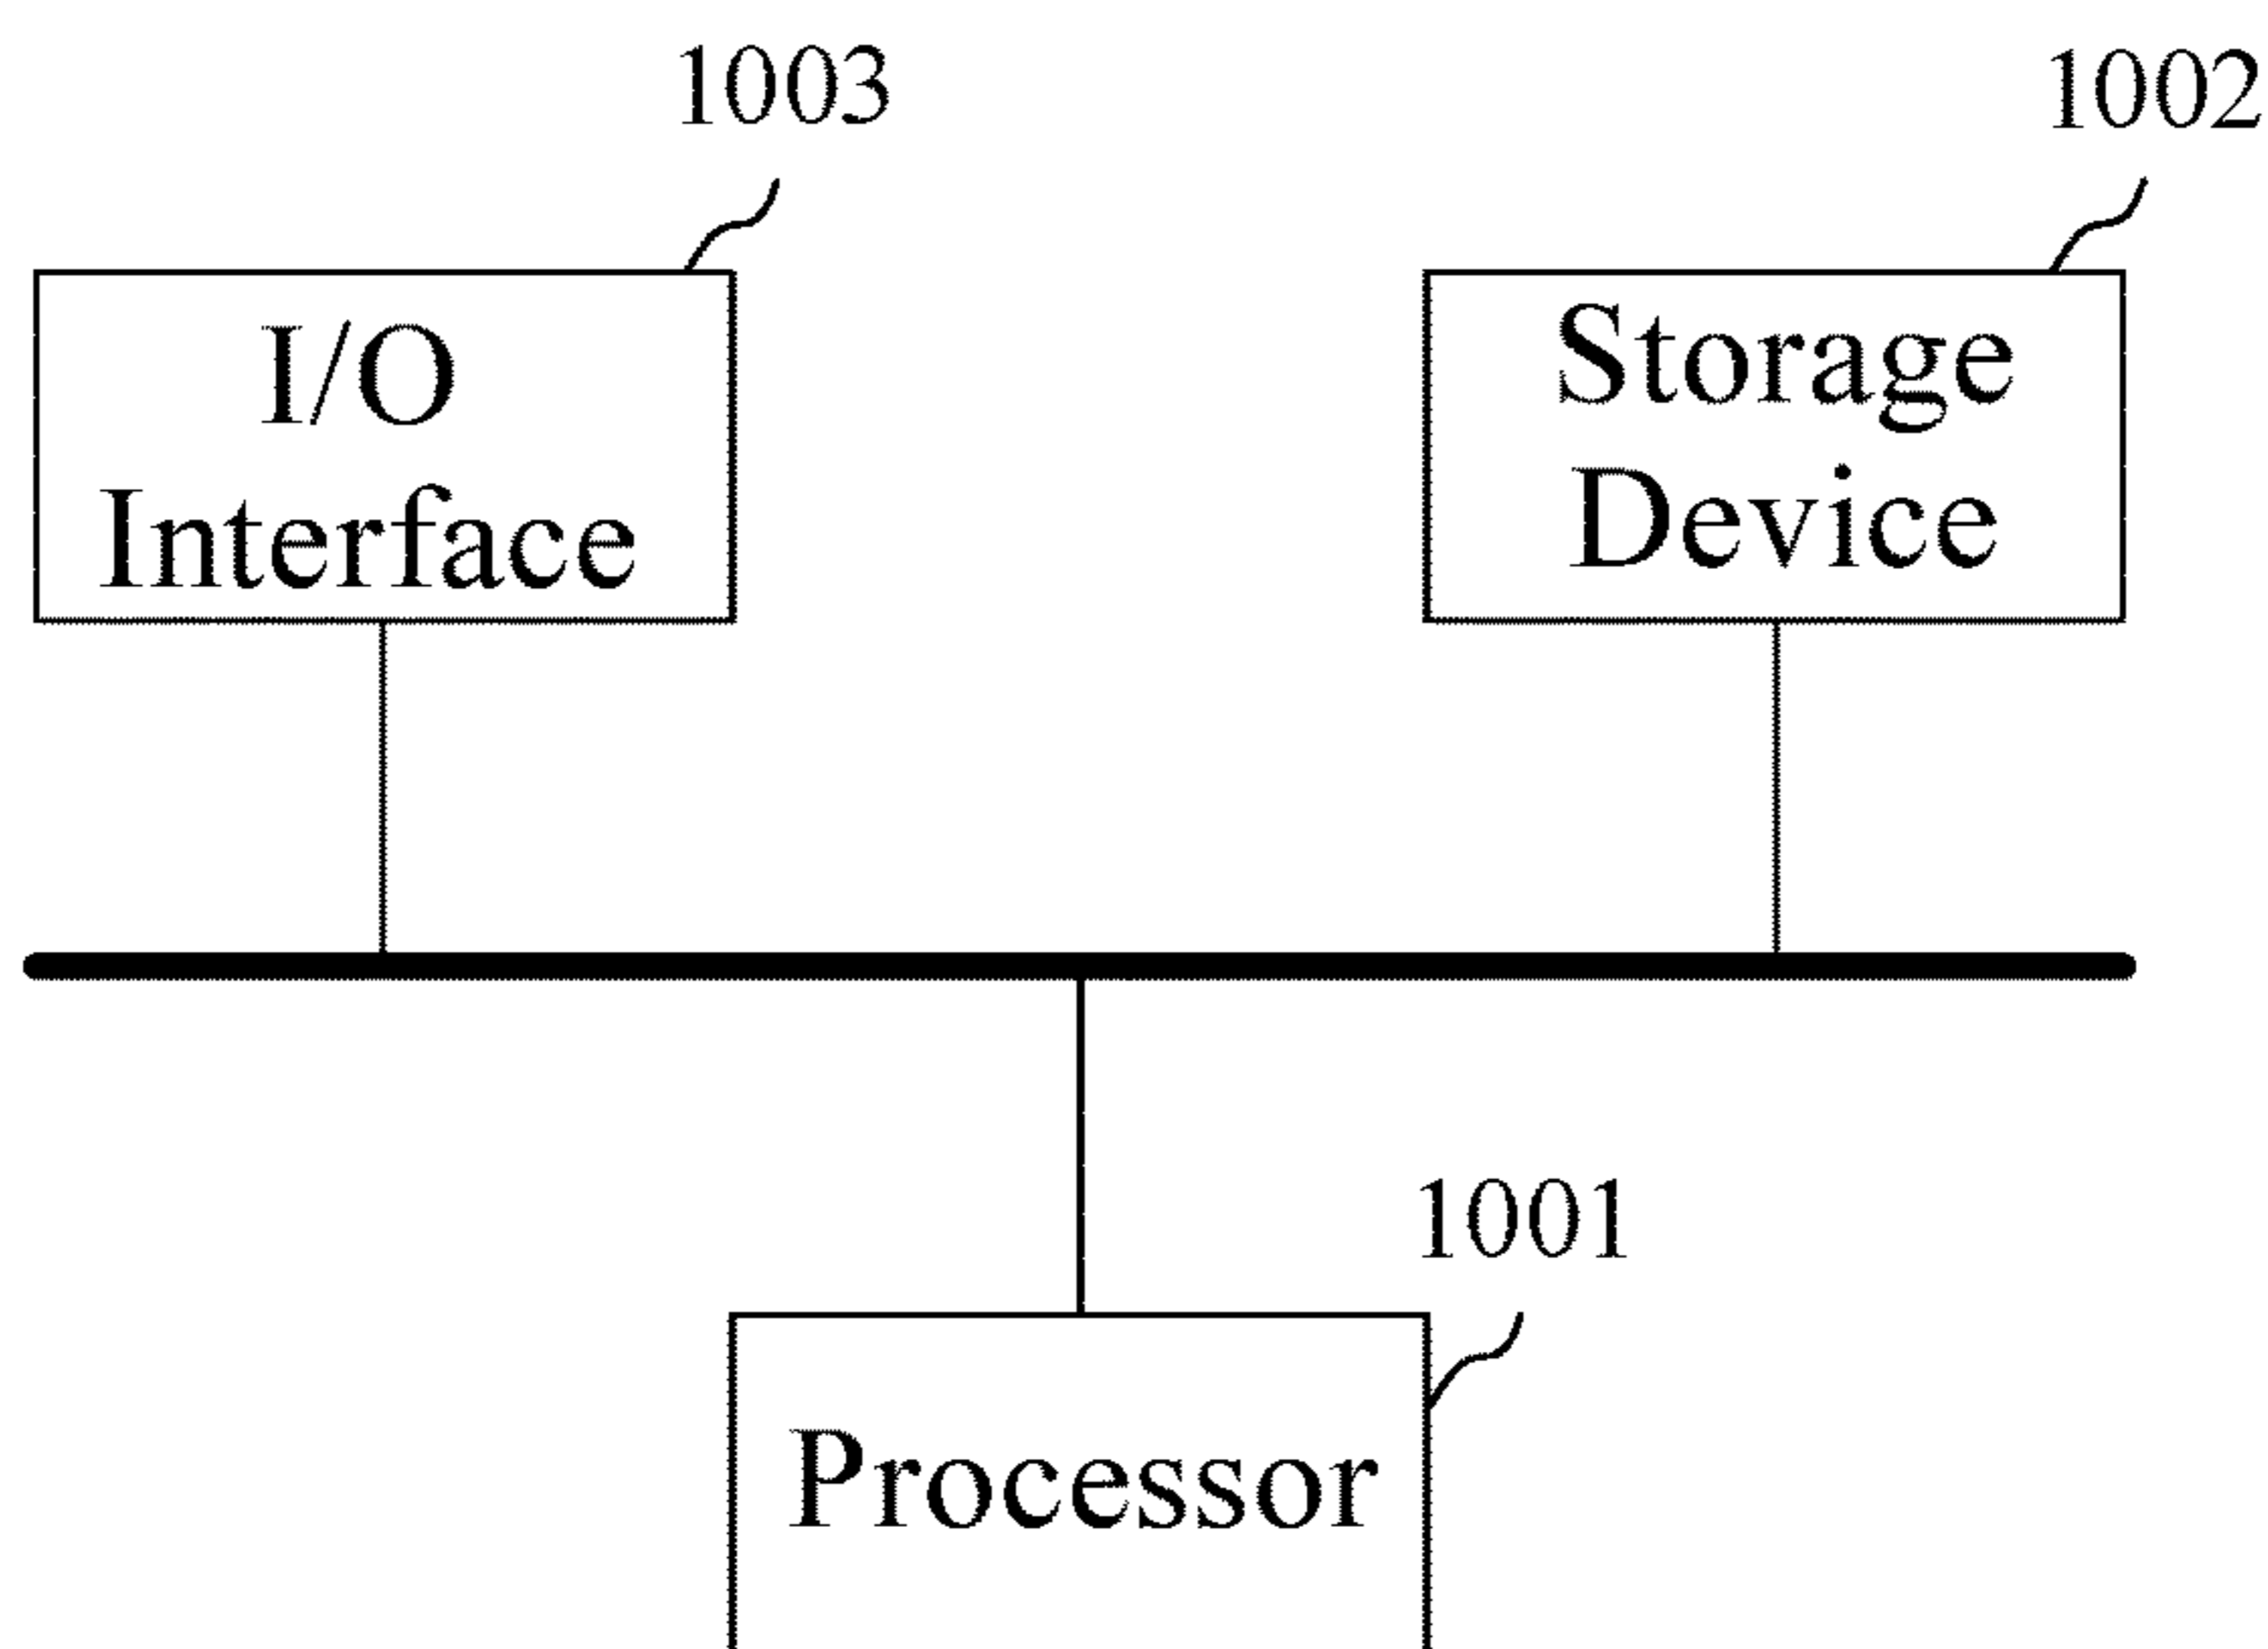 1003
1002
I/O
Interface
Storage
Device
1001
Processor